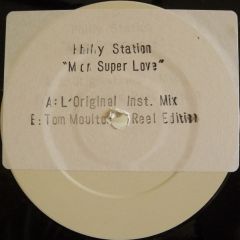 Philly Station
"Mon Super Love"
A: L'Original Inst. Mix
B: Tom Moulton Reel Edition